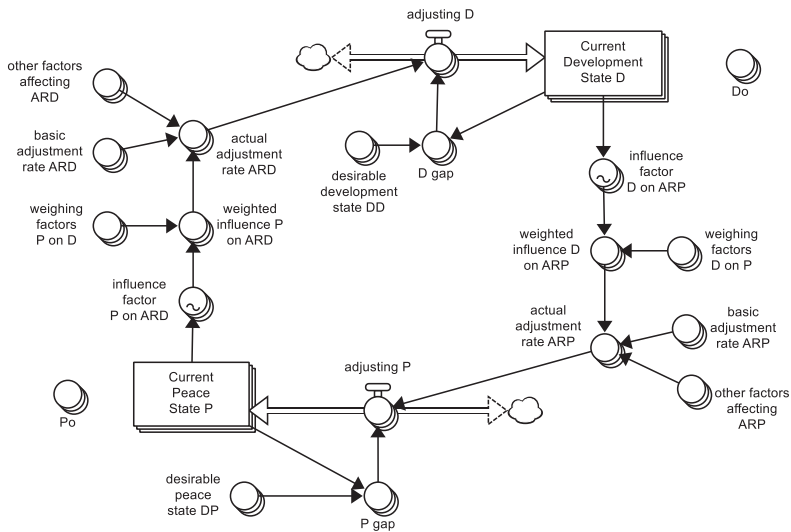 adjusting D
Current
Development
State D
Do
other factors
affecting
ARD
basic
adjustment
rate ARD
actual
adjustment
rate ARD
desirable
development
state DD
D gap
influence
factor
D on ARP
weighing
factors
P on D
weighted
influence P
on ARD
weighted
influence D
on ARP
weighing
factors
D on P
influence
factor
P on ARD
actual
adjustment
rate ARP
basic
adjustment
rate ARP
Current
Peace
State P
adjusting P
other factors
affecting
ARP
Po
desirable
peace
state DP
P gap